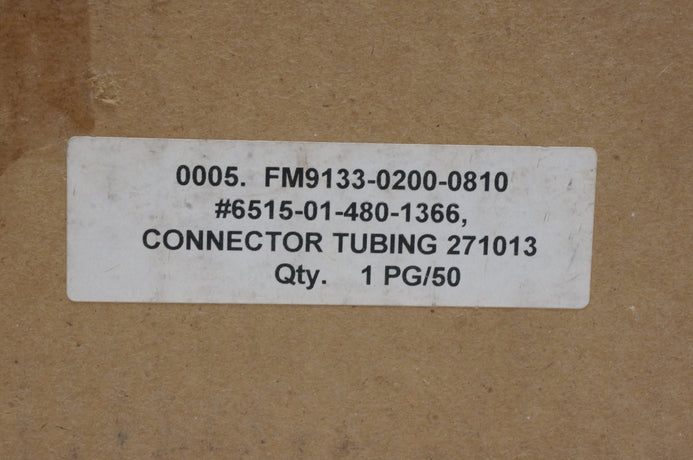 0005. FM9133-0200-0810
#6515-01-480-1366,
CONNECTOR TUBING 271013
Qty. 1 PG/50